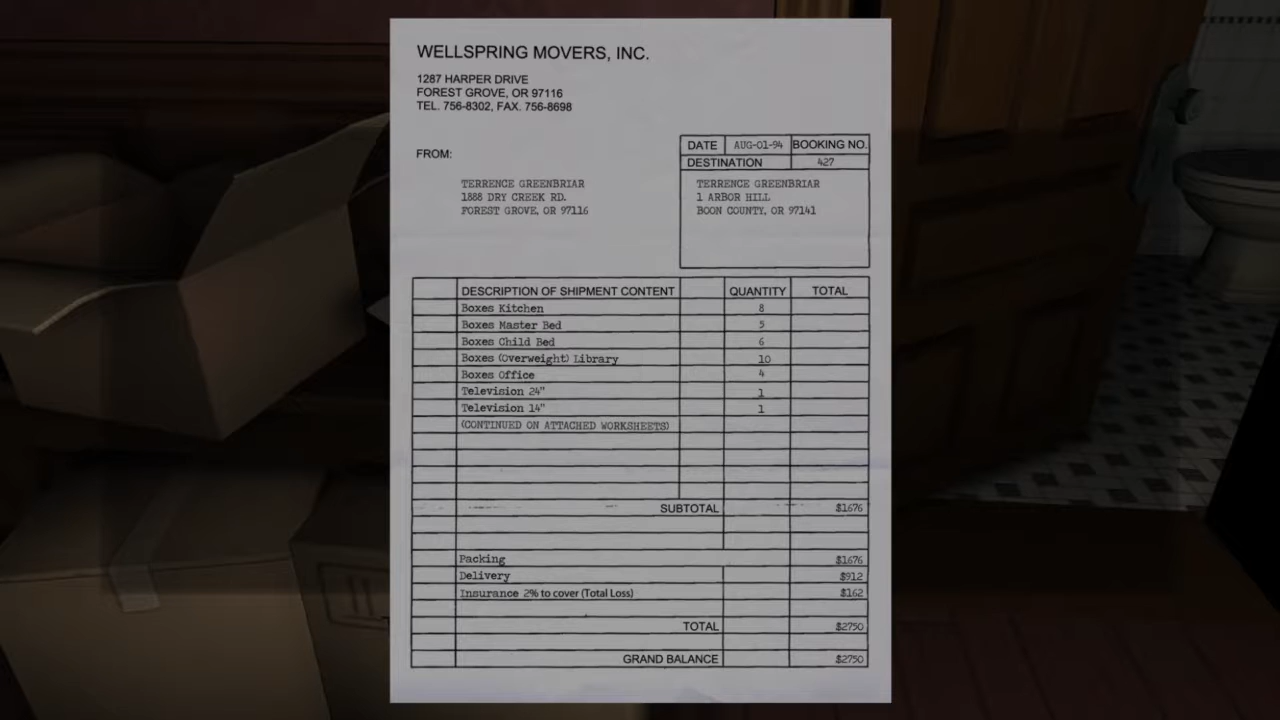 WELLSPRING MOVERS, INC.
1287 HARPER DRIVE
FOREST GROVE, OR 97116
TEL. 756-8302, FAX. 756-8698
DATE AUG-01-94 BOOKING NO.
FROM:
DESTINATION 427
TERRENCE GREENBRIAR
1888 DRY CREEK RD.
FOREST GROVE, OR 97116
TERRENCE GREENBRIAR
1 ARBOR HILL
BOON COUNTY, OR 97141
DESCRIPTION OF SHIPMENT CONTENT QUANTITY TOTAL
Boxes Kitchen 8
Boxes Master Bed 5
Boxes Child Bed 6
Boxes (Overweight) Library 10
Boxes Office 4
Television 24" 1
Television 14" 1
(CONTINUED ON ATTACHED WORKSHEETS)
SUBTOTAL $1676
Packing $1676
Delivery $912
Insurance 2% to cover (Total Loss) $162
TOTAL $2750
GRAND BALANCE $2750